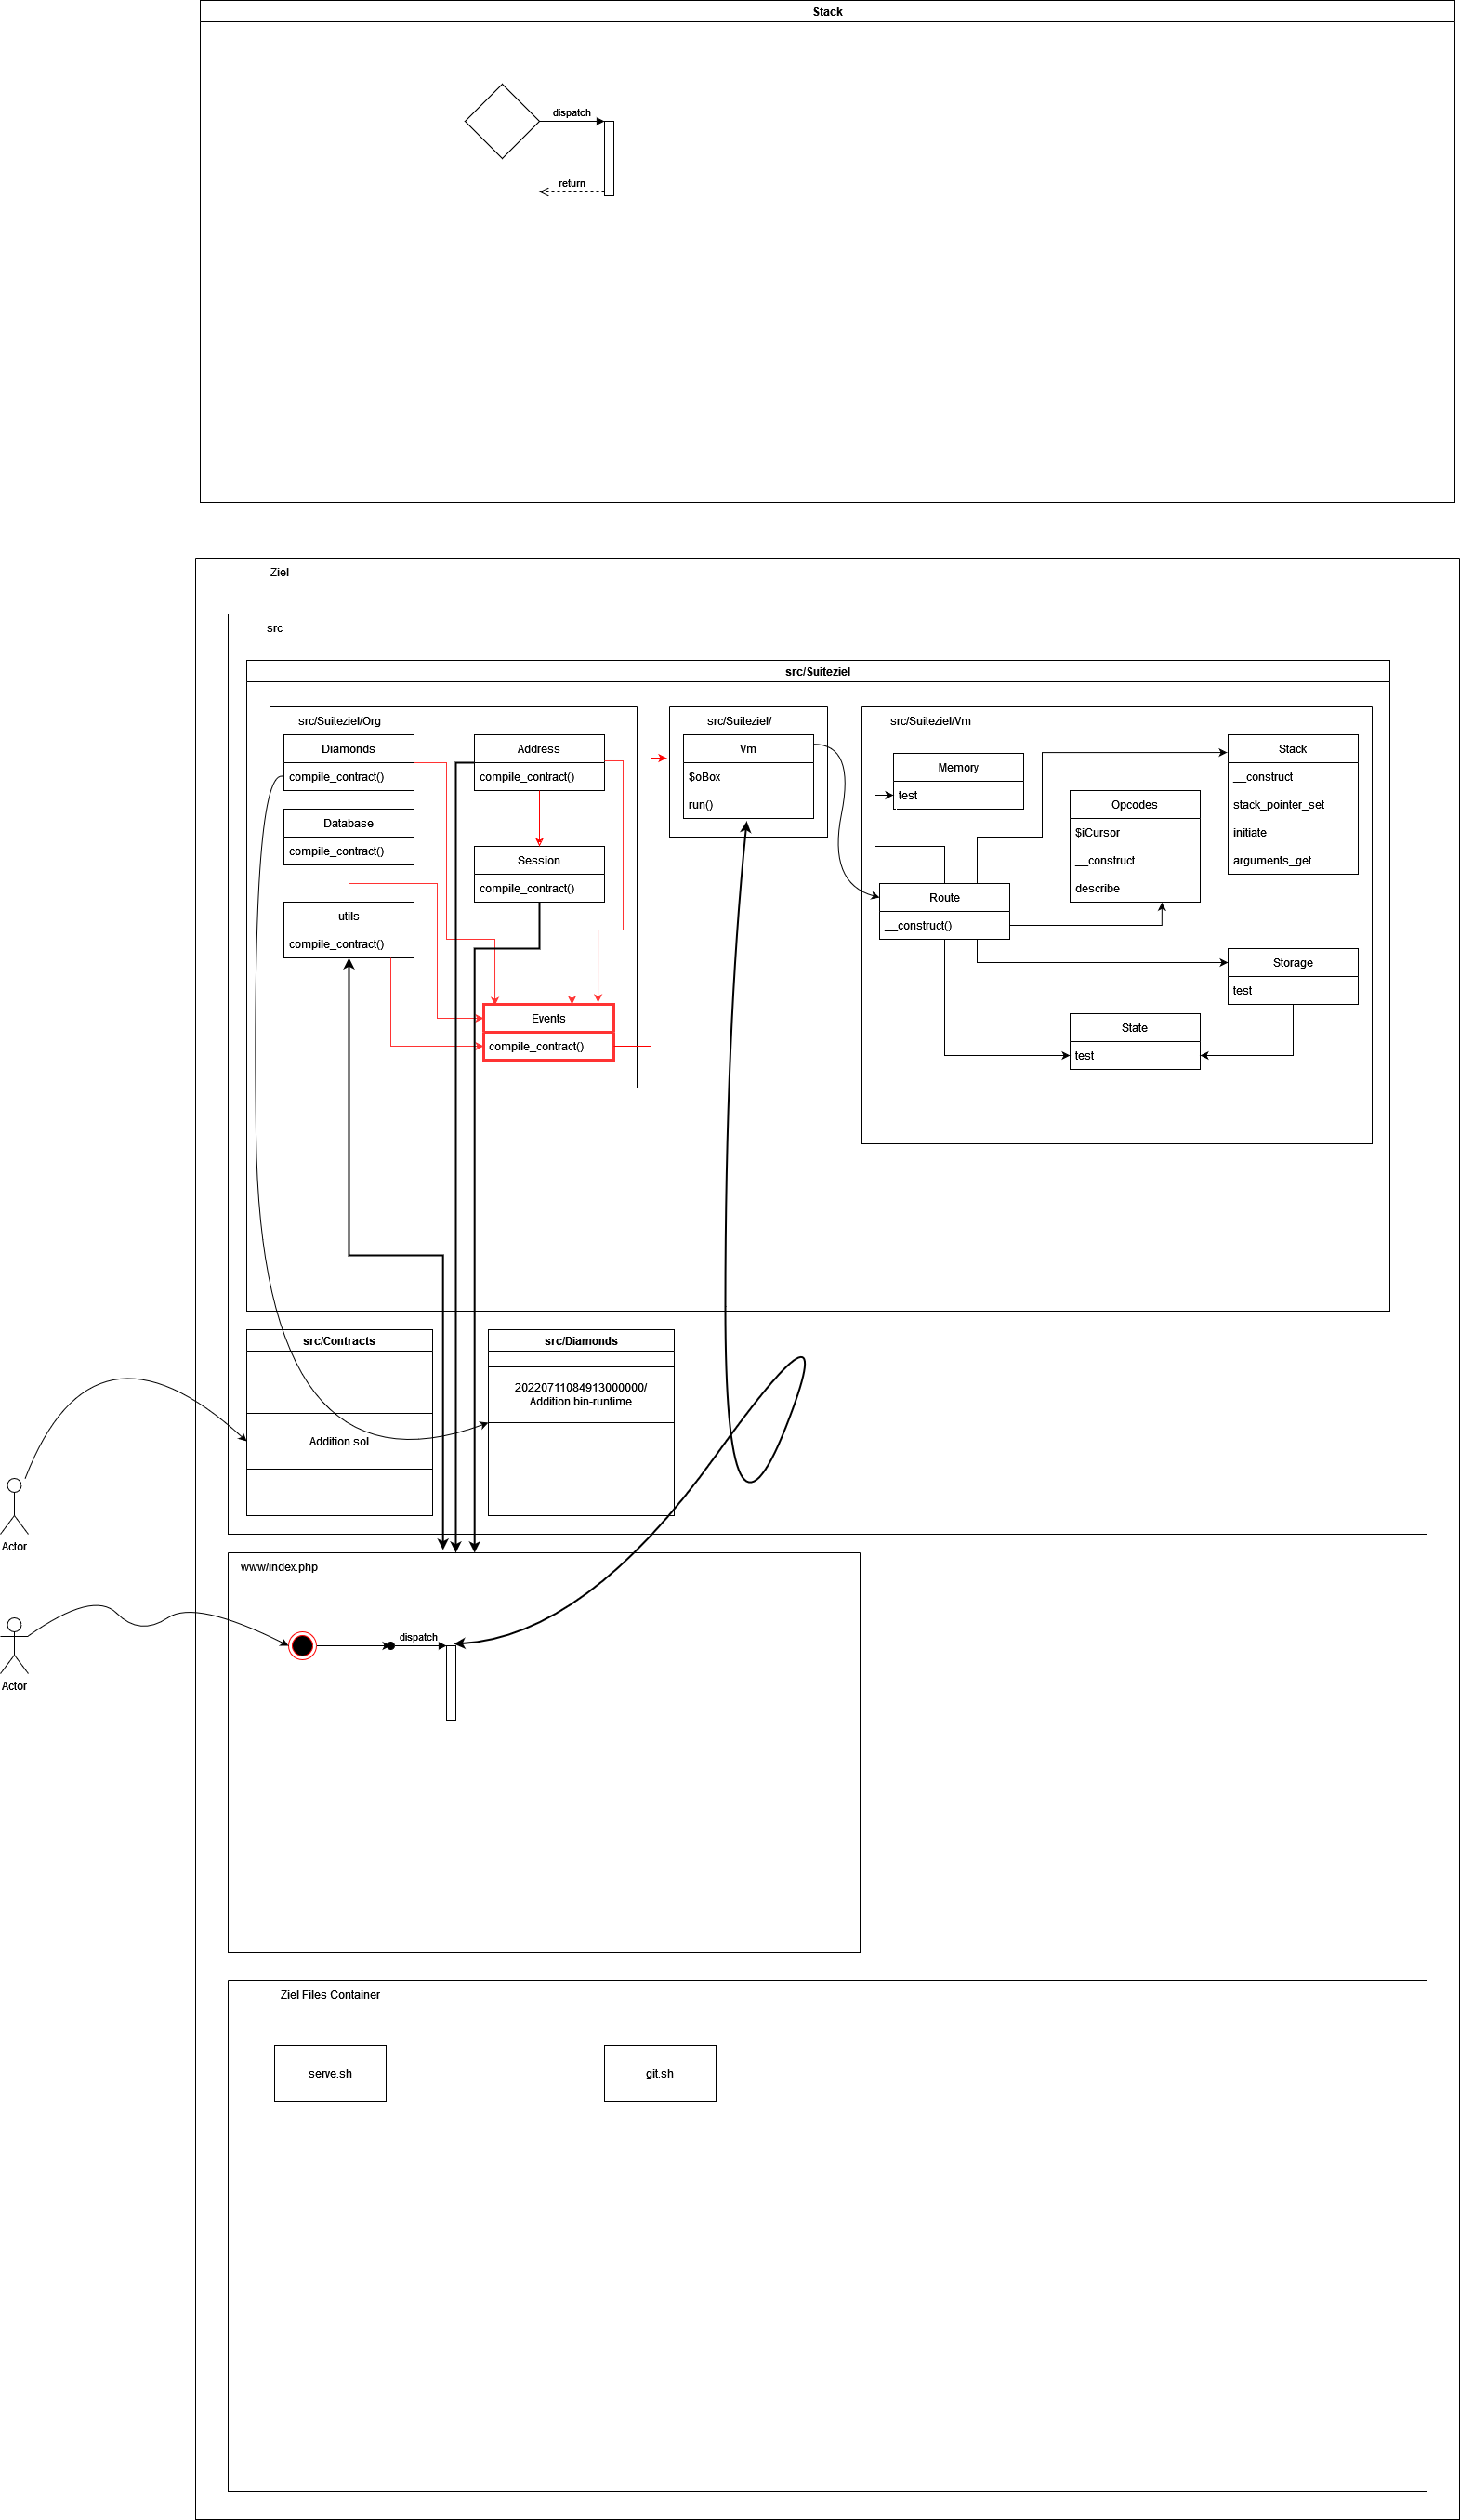 Stack
dispatch
return
Ziel
src
src/Suiteziel
src/Suiteziel/Org
Diamonds
compile_contract()
Database
compile_contract()
utils
compile_contract()
Address
compile_contract()
Session
compile_contract()
Events
compile_contract()
src/Suiteziel/
Vm
$oBox
run()
src/Suiteziel/Vm
Memory
test
Opcodes
$iCursor
__construct
describe
Stack
__construct
stack_pointer_set
initiate
arguments_get
Route
__construct()
Storage
test
State
test
src/Contracts
Addition.sol
src/Diamonds
20220711084913000000/
Addition.bin-runtime
Actor
www/index.php
dispatch
Actor
Ziel Files Container
serve.sh
git.sh